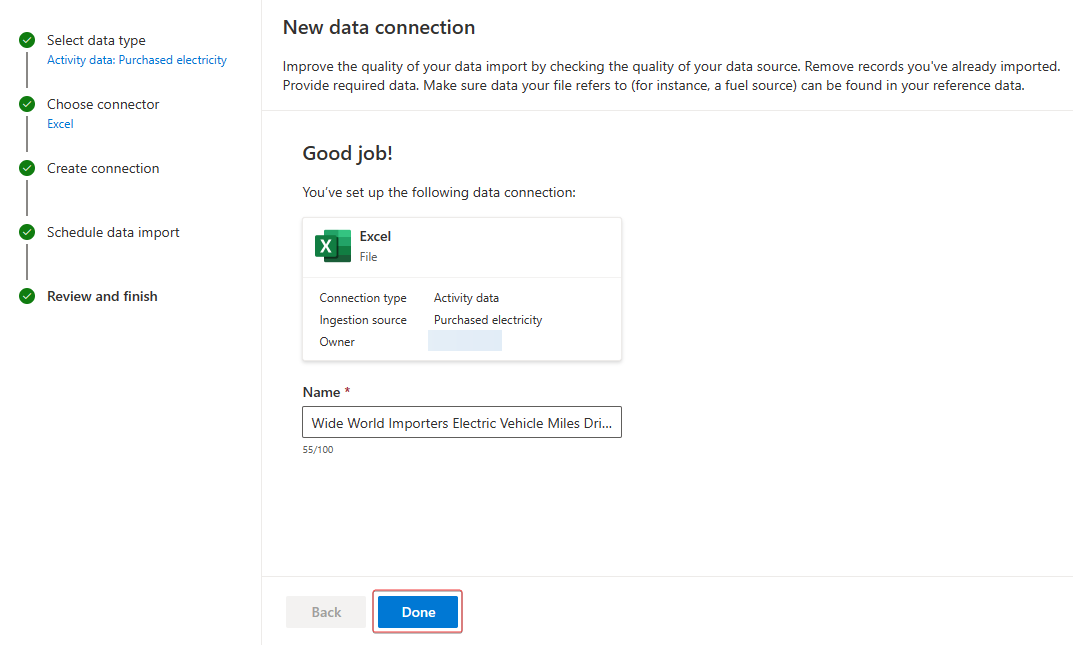 Select data type
Activity data: Purchased electricity
Choose connector
Excel
Create connection
Schedule data import
Review and finish
New data connection
Improve the quality of your data import by checking the quality of your data source. Remove records you've already imported.
Provide required data. Make sure data your file refers to (for instance, a fuel source) can be found in your reference data.
Good job!
You’ve set up the following data connection:
X
Excel
File
Connection type Activity data
Ingestion source Purchased electricity
Owner
Name *
Wide World Importers Electric Vehicle Miles Dri...
55/100
Back Done